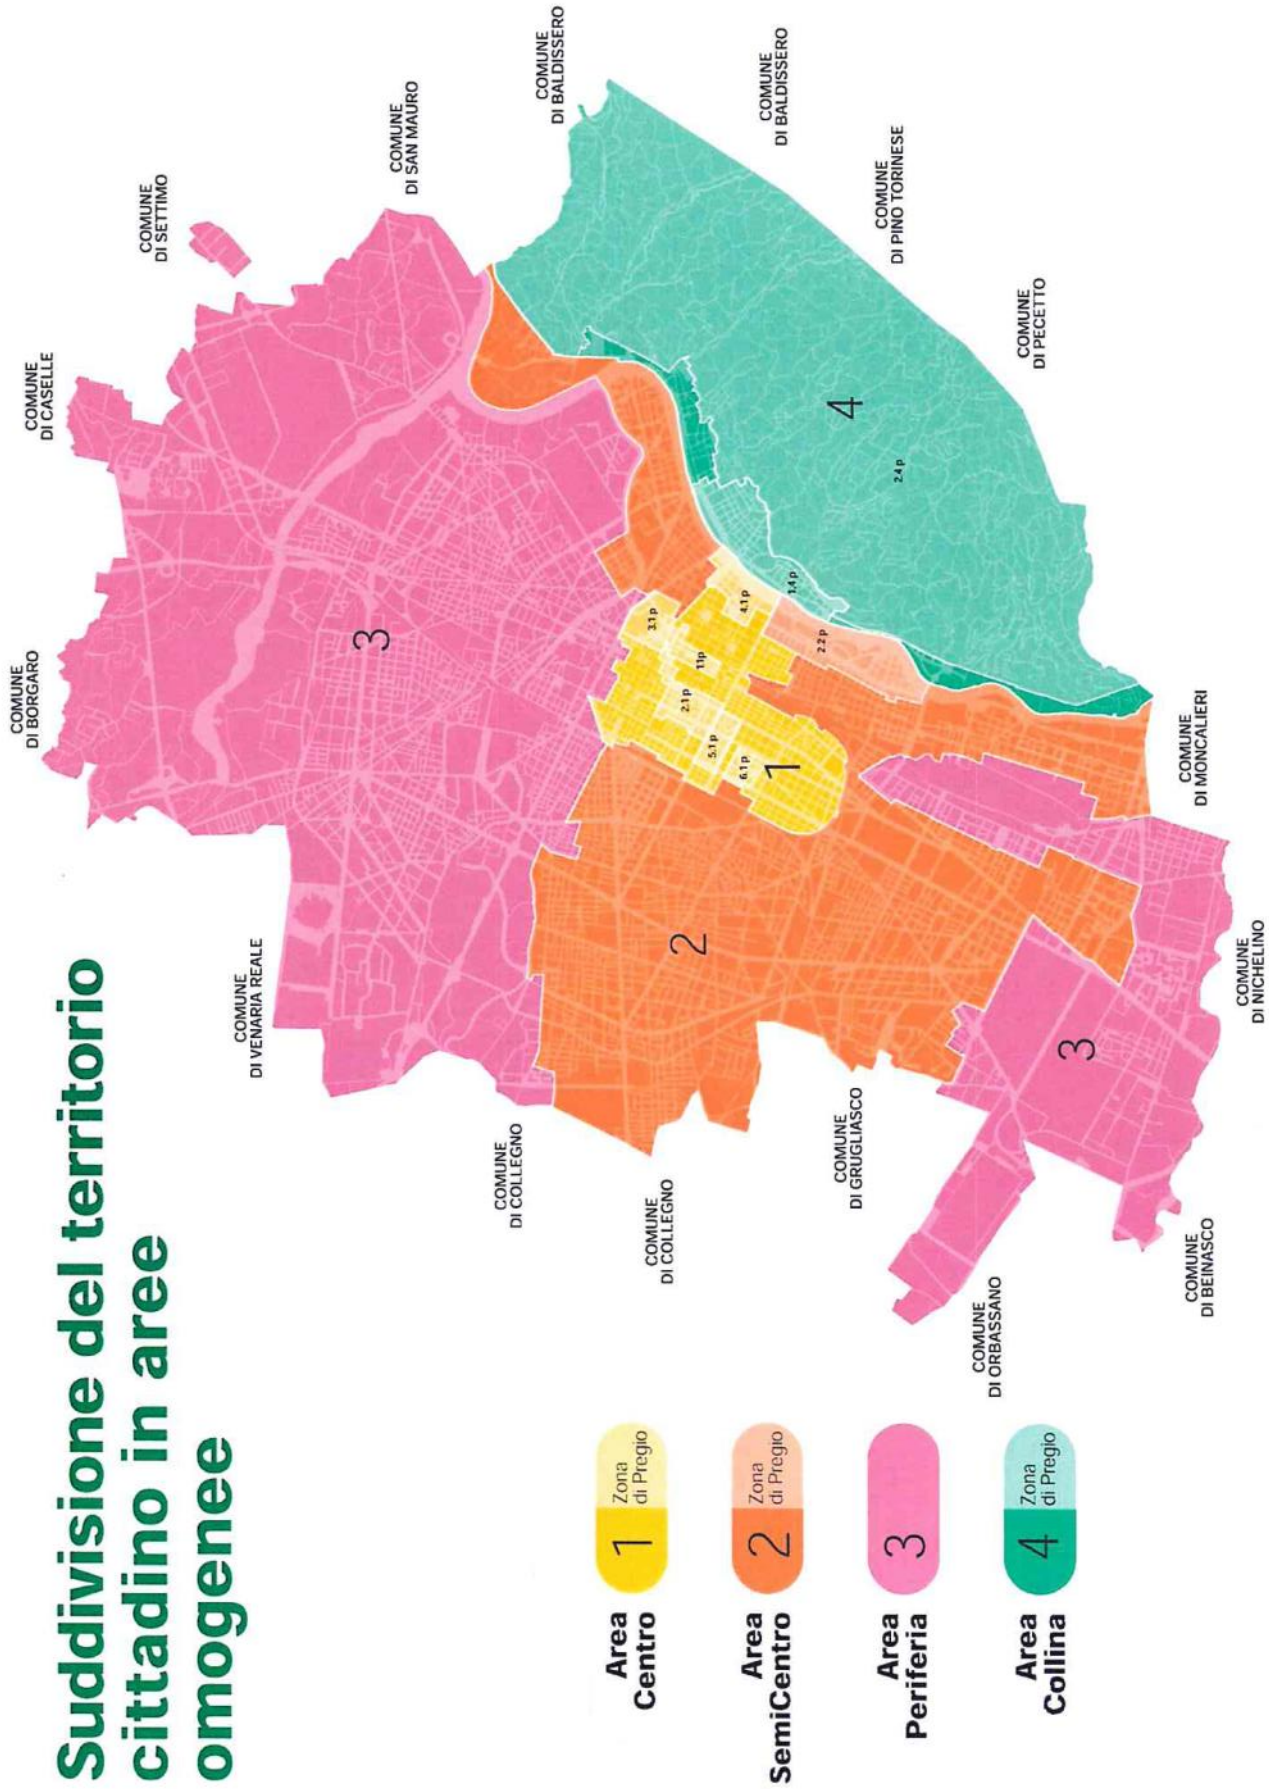 Suddivisione del territorio
cittadino in aree
omogenee
Area
Centro
1
Zona
di Pregio
Area
SemiCentro
2
Zona
di Pregio
Area
Periferia
3
Area
Collina
4
Zona
di Pregio
COMUNE
DI BORGARO
COMUNE
DI CASELLE
COMUNE
DI SETTIMO
COMUNE
DI SAN MAURO
COMUNE
DI BALDISSERO
COMUNE
DI BALDISSERO
COMUNE
DI PINO TORINESE
COMUNE
DI PECETTO
COMUNE
DI MONCALIERI
COMUNE
DI NICHELINO
COMUNE
DI BEINASCO
COMUNE
DI ORBASSANO
COMUNE
DI GRUGLIASCO
COMUNE
DI COLLEGNO
COMUNE
DI COLLEGNO
COMUNE
DI VENARIA REALE
3
3.1 p
1.1p
4.1 p
2.1 p
5.1 p
6.1 p
1
1.4 p
2.2 p
2
4
2.4 p
3